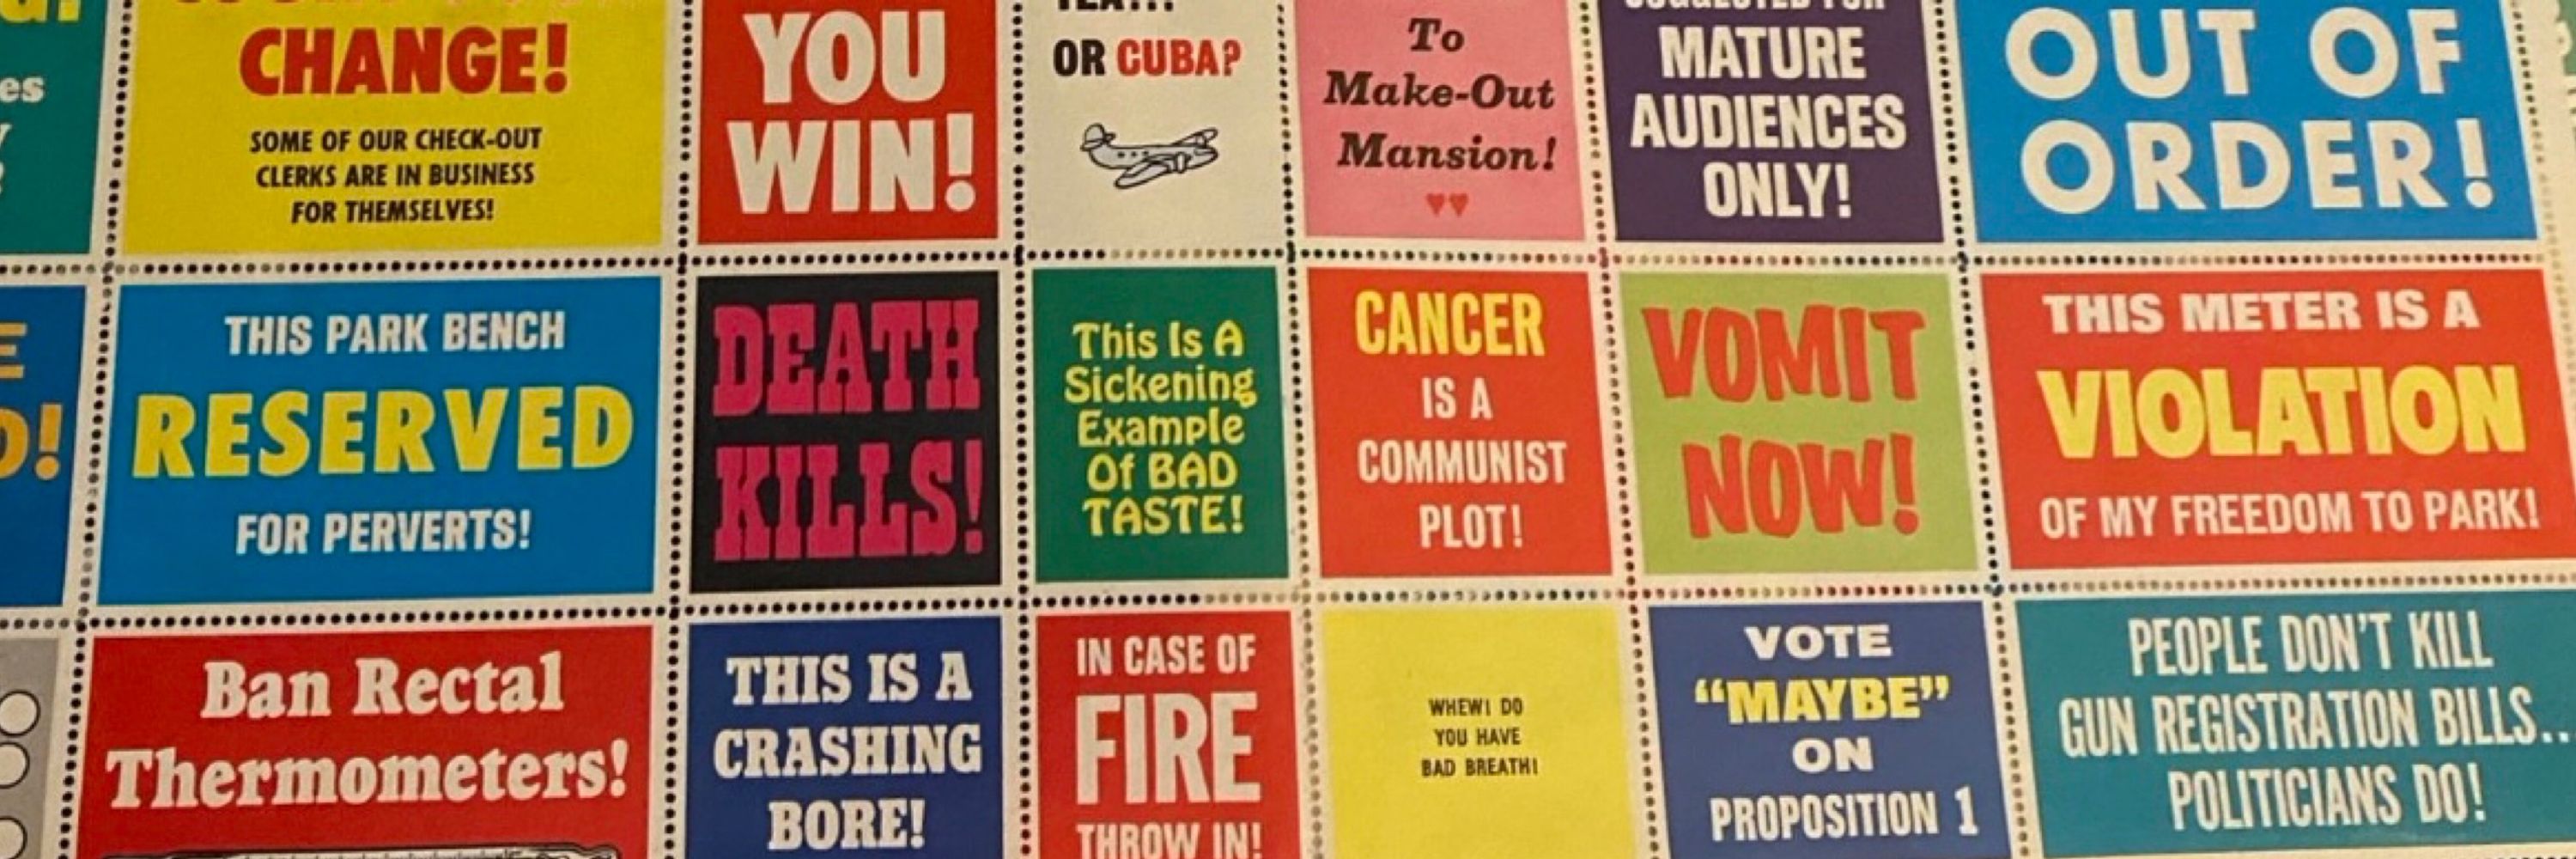 CHANGE!
SOME OF OUR CHECK-OUT
CLERKS ARE IN BUSINESS
FOR THEMSELVES!
YOU
WIN!
OR CUBA?
To
Make-Out
Mansion!
SUGGESTED FOR
MATURE
AUDIENCES
ONLY!
OUT OF
ORDER!
THIS PARK BENCH
RESERVED
FOR PERVERTS!
DEATH
KILLS!
This Is A
Sickening
Example
Of BAD
TASTE!
CANCER
IS A
COMMUNIST
PLOT!
VOMIT
NOW!
THIS METER IS A
VIOLATION
OF MY FREEDOM TO PARK!
Ban Rectal
Thermometers!
THIS IS A
CRASHING
BORE!
IN CASE OF
FIRE
THROW IN!
WHEW! DO
YOU HAVE
BAD BREATH!
VOTE
“MAYBE”
ON
PROPOSITION 1
PEOPLE DON'T KILL
GUN REGISTRATION BILLS..
POLITICIANS DO!